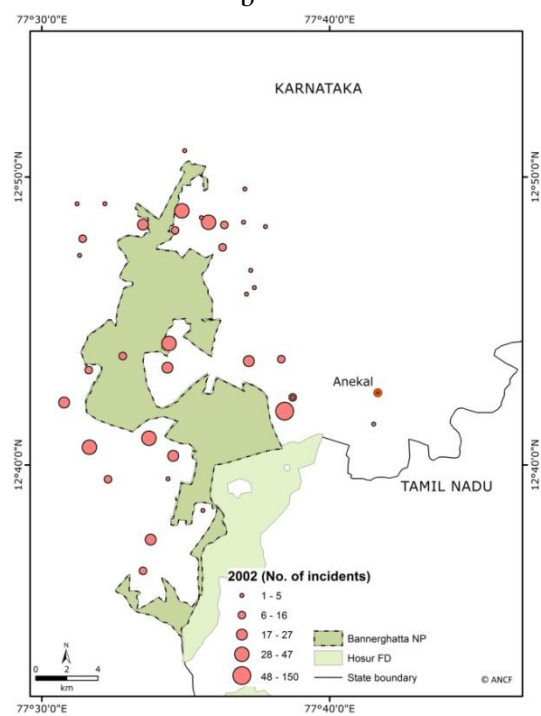 b
77°30'0"E 77°40'0"E
KARNATAKA
12°50'0"N 12°50'0"N
Anekal
12°40'0"N 12°40'0"N
TAMIL NADU
2002 (No. of incidents)
1 - 5
6 - 16
17 - 27
28 - 47
48 - 150
Bannerghatta NP
Hosur FD
State boundary
N
0 2 4
km
© ANCF
77°30'0"E 77°40'0"E